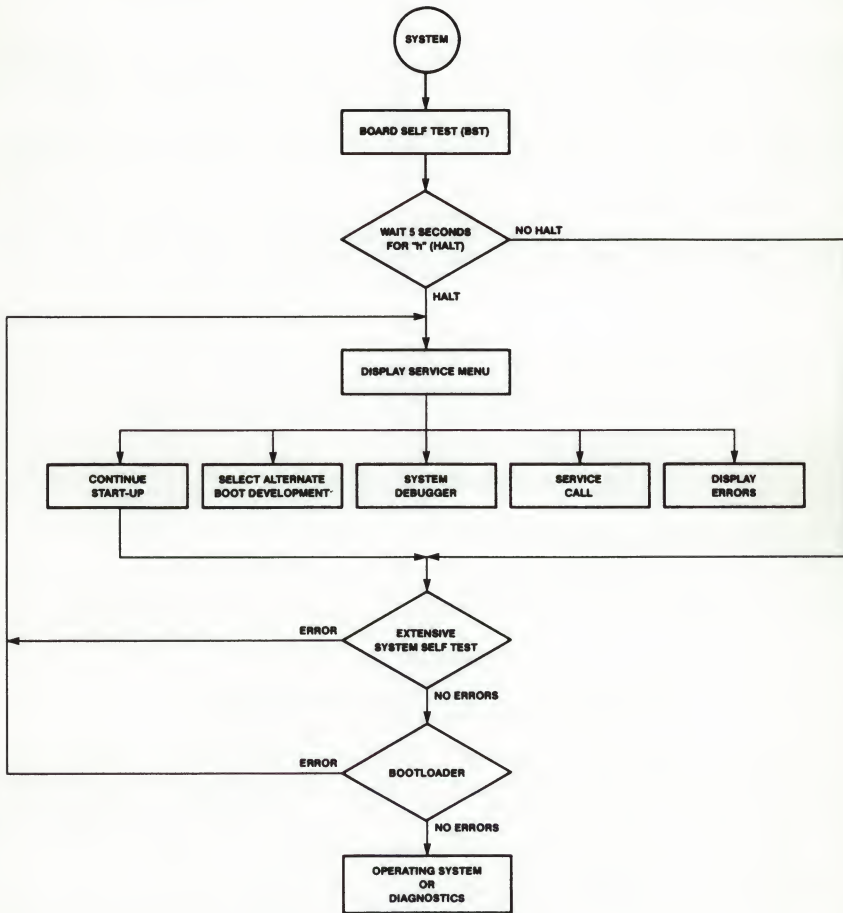 SYSTEM
BOARD SELF TEST (BST)
WAIT 5 SECONDS
FOR "h" (HALT)
NO HALT
HALT
DISPLAY SERVICE MENU
CONTINUE
START-UP
SELECT ALTERNATE
BOOT DEVELOPMENT
SYSTEM
DEBUGGER
SERVICE
CALL
DISPLAY
ERRORS
ERROR
EXTENSIVE
SYSTEM SELF TEST
NO ERRORS
ERROR
BOOTLOADER
NO ERRORS
OPERATING SYSTEM
OR
DIAGNOSTICS